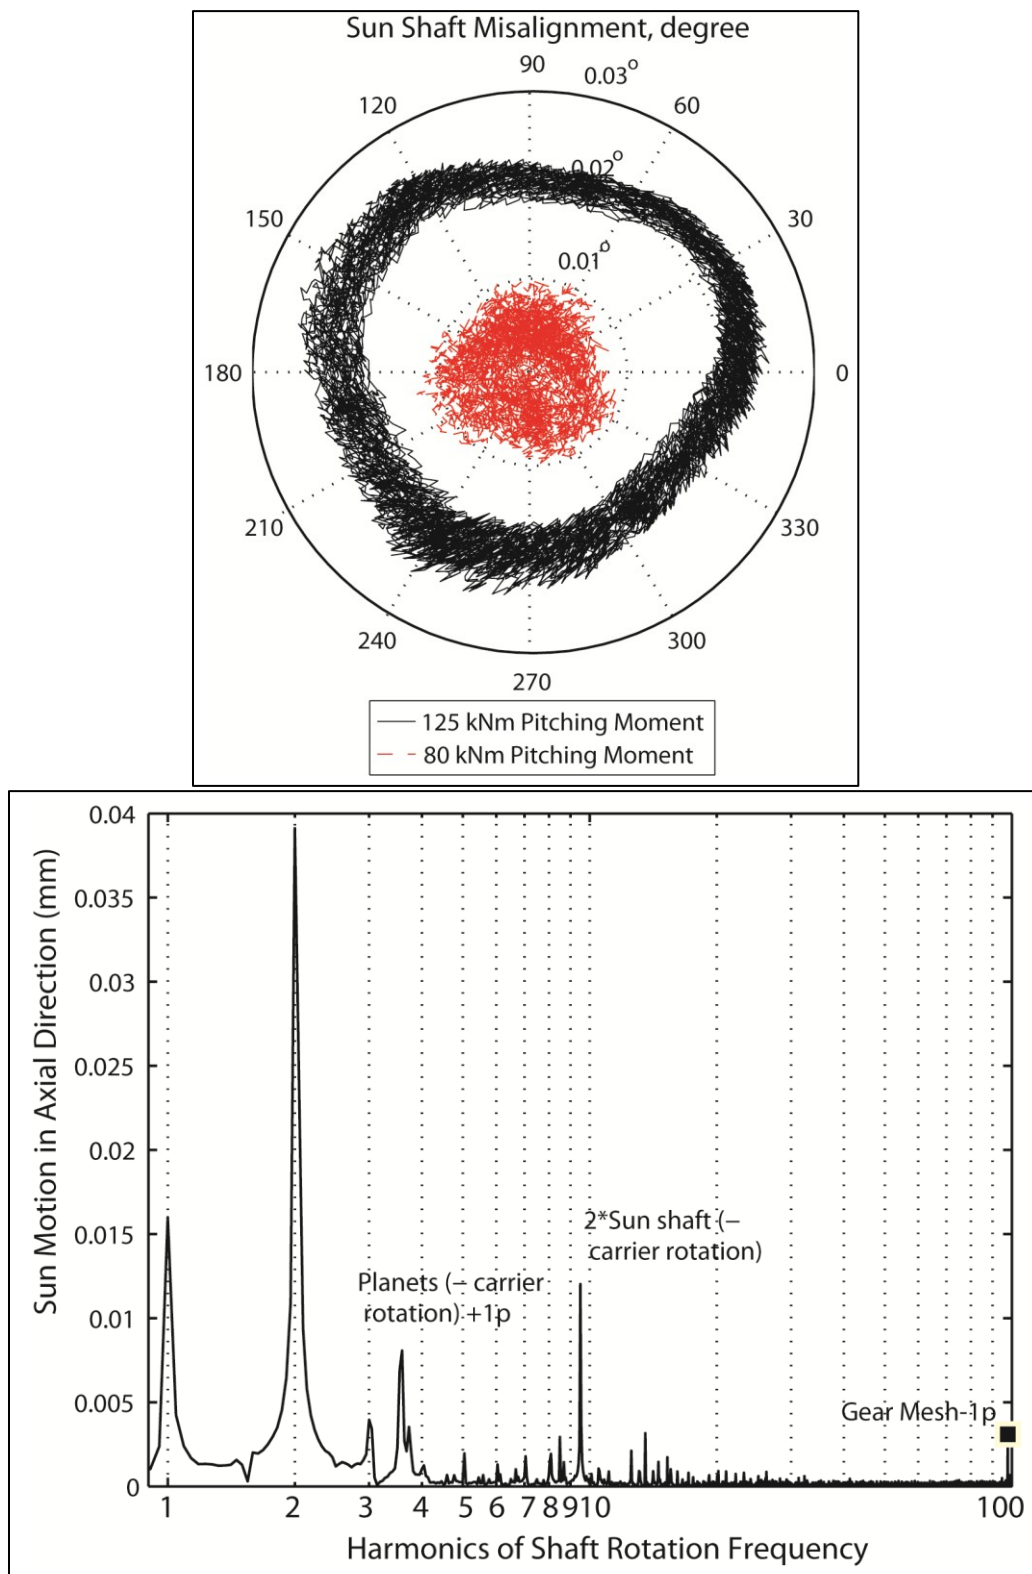 Sun Shaft Misalignment, degree
90
0.03°
120
60
0.02°
150
30
0.01°
180
0
210
330
240
300
270
125 kNm Pitching Moment
80 kNm Pitching Moment
Sun Motion in Axial Direction (mm)
0.04
0.035
0.03
0.025
0.02
0.015
0.01
0.005
0
2*Sun shaft (–
carrier rotation)
Planets (– carrier
rotation) +1p
Gear Mesh-1p
1 2 3 4 5 6 7 8 9 10 100
Harmonics of Shaft Rotation Frequency